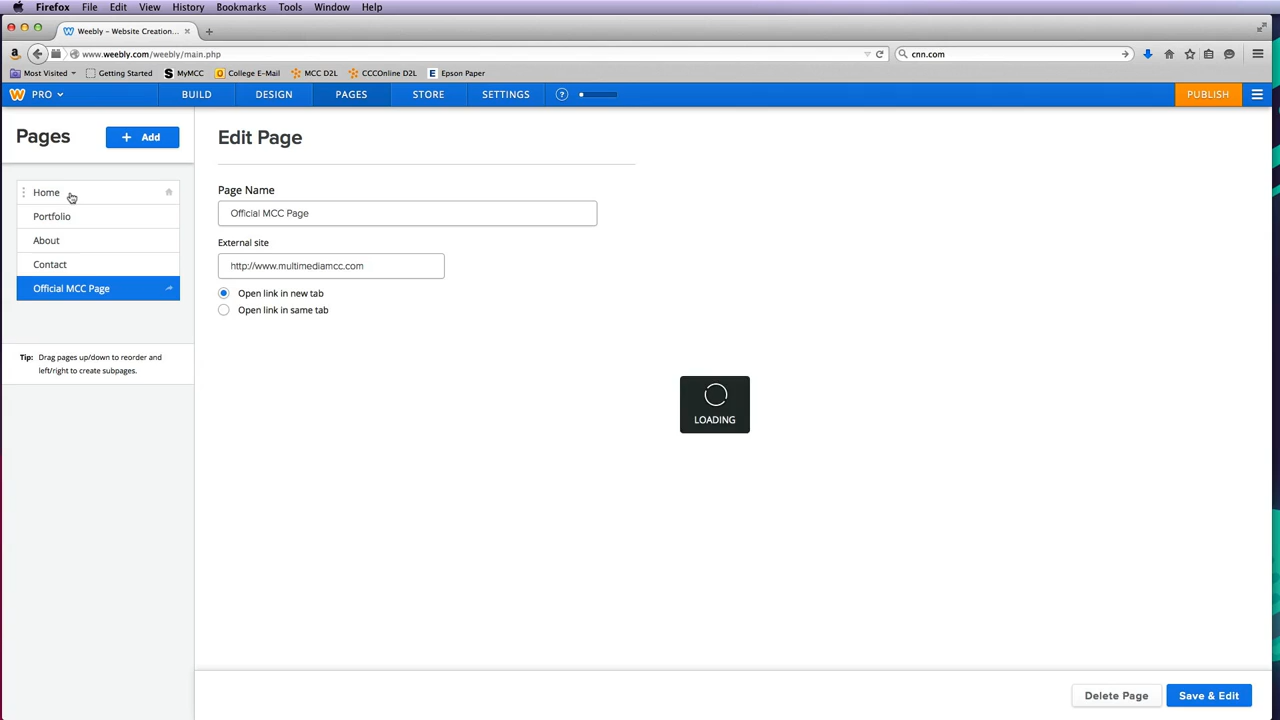 Firefox File Edit View History Bookmarks Tools Window Help
Weebly - Website Creation...
www.weebly.com/weebly/main.php
cnn.com
Most Visited Getting Started MyMCC College E-Mail MCC D2L CCCOnline D2L Epson Paper
PRO BUILD DESIGN PAGES STORE SETTINGS ? PUBLISH
Pages
+ Add
Home
Portfolio
About
Contact
Official MCC Page
Tip: Drag pages up/down to reorder and
left/right to create subpages.
Edit Page
Page Name
Official MCC Page
External site
http://www.multimediamcc.com
Open link in new tab
Open link in same tab
LOADING
Delete Page
Save & Edit